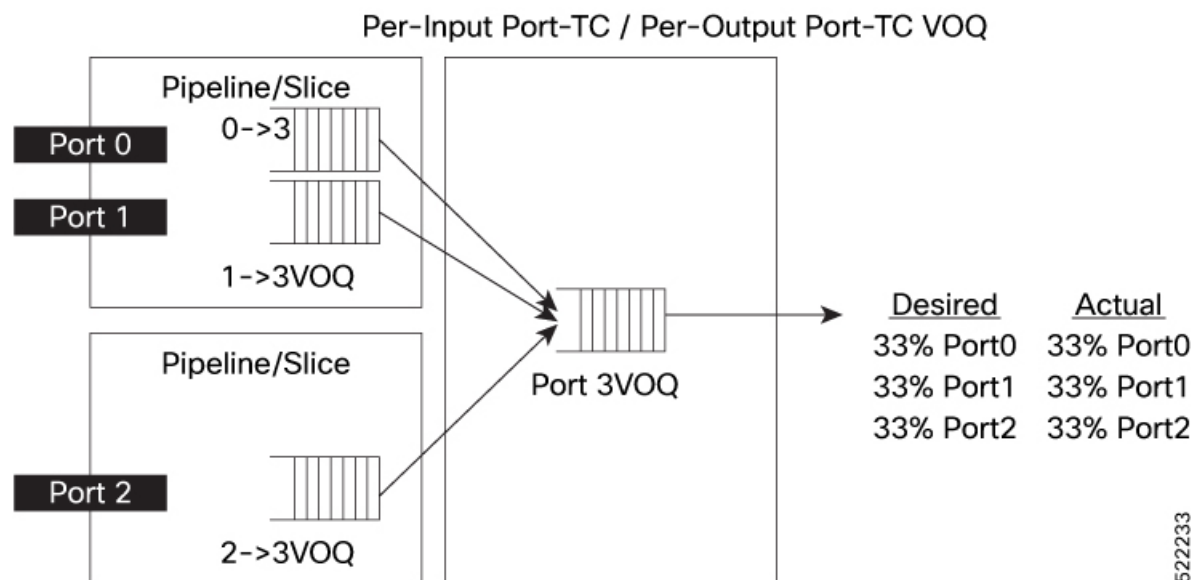 Per-Input Port-TC / Per-Output Port-TC VOQ
Pipeline/Slice
0->3
Port 0
Port 1
1->3VOQ
Pipeline/Slice
Port 2
2->3VOQ
Port 3VOQ
Desired Actual
33% Port0 33% Port0
33% Port1 33% Port1
33% Port2 33% Port2
522233